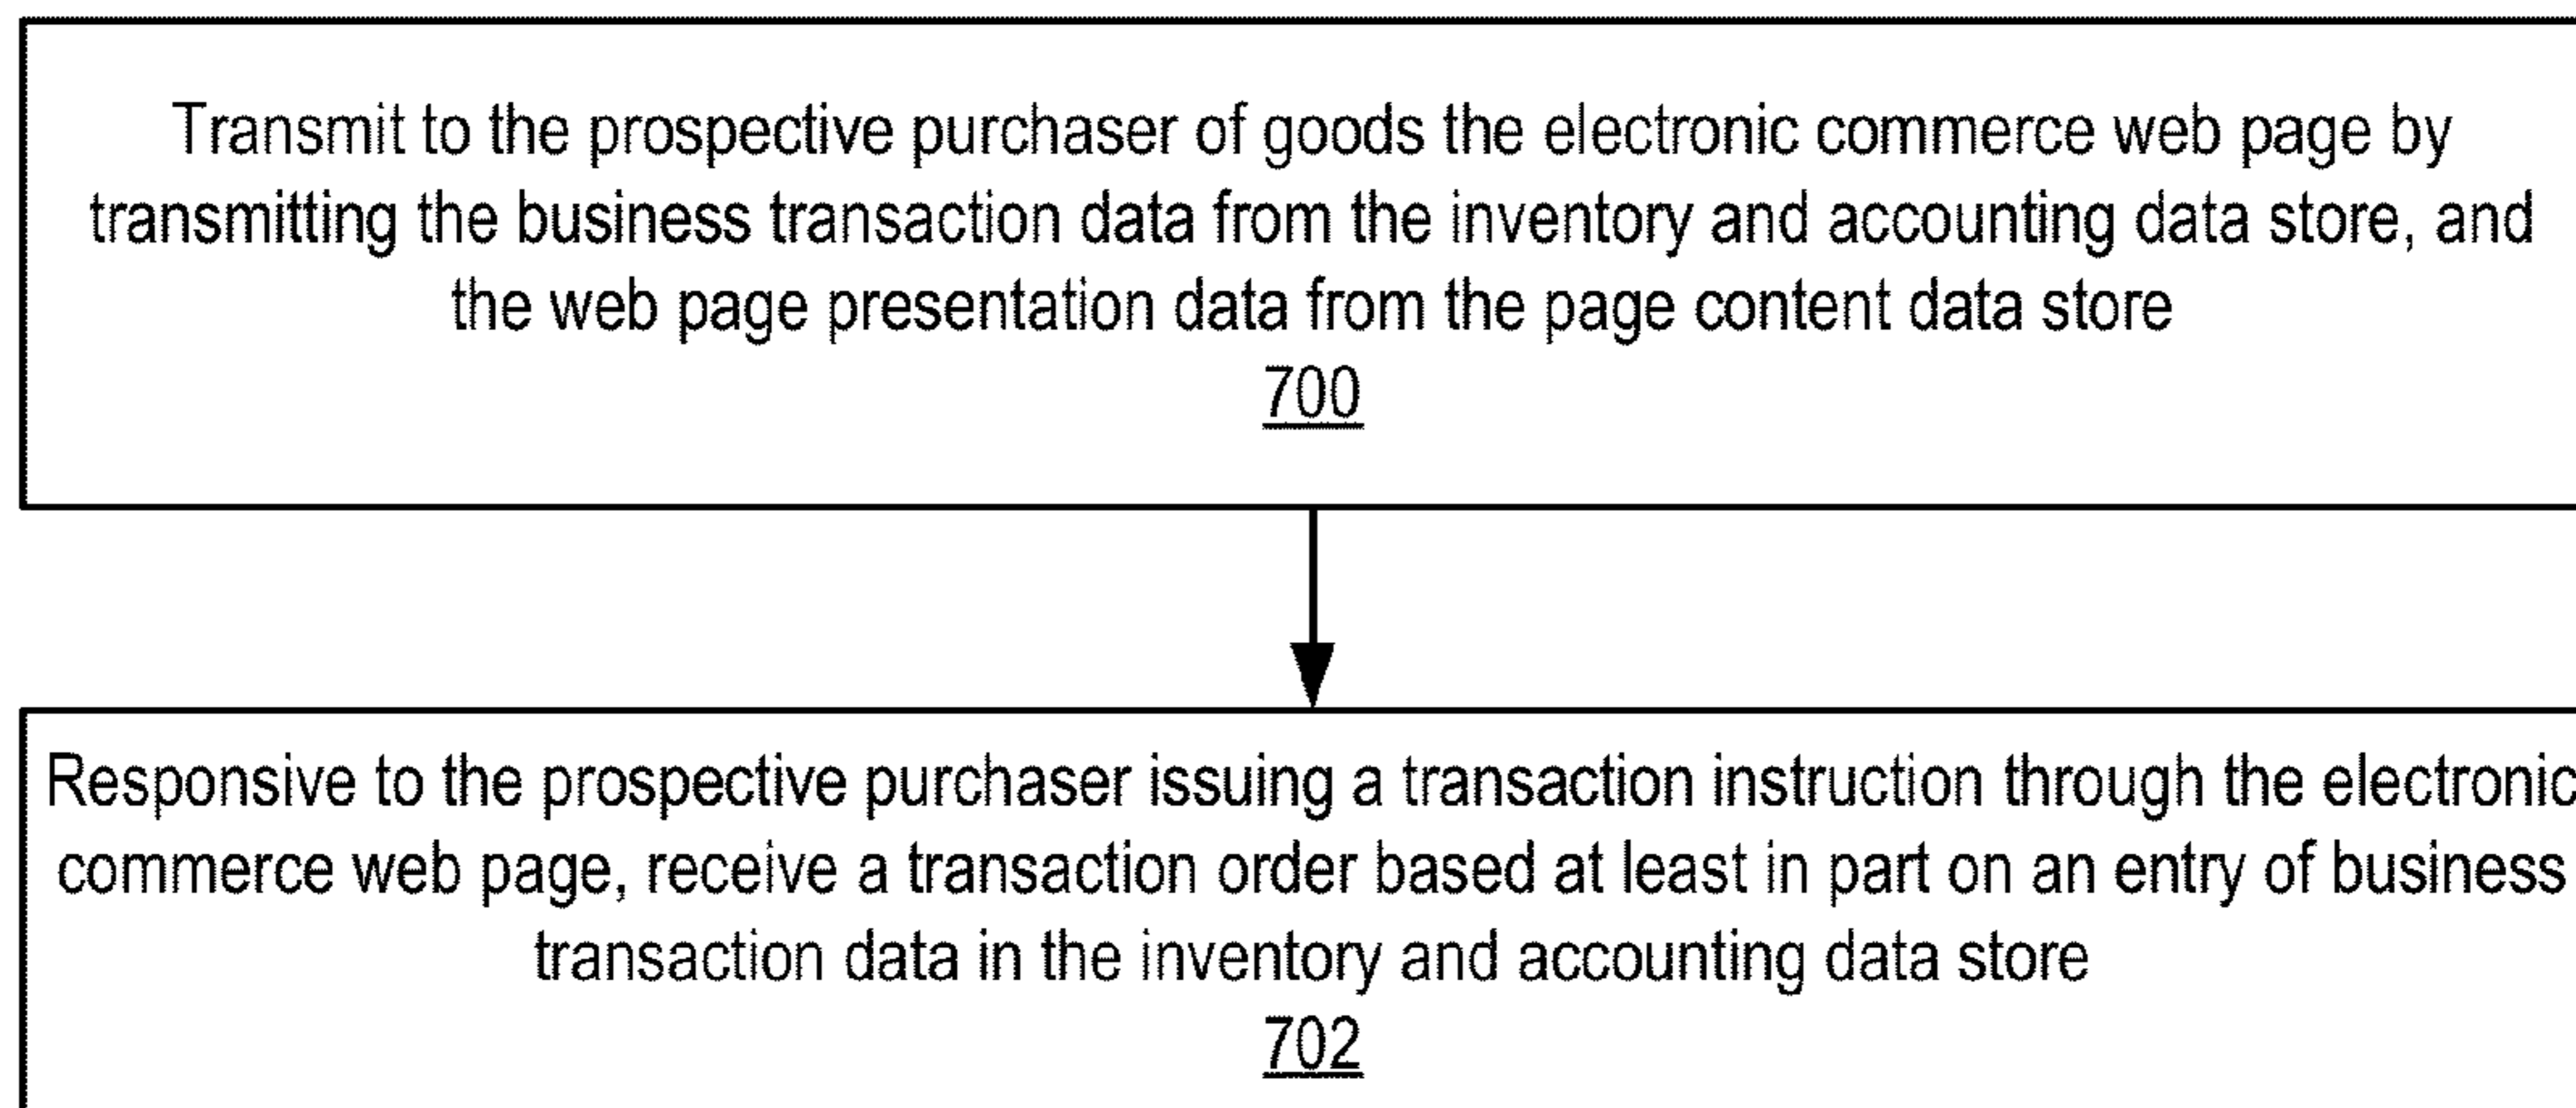 Transmit to the prospective purchaser of goods the electronic commerce web page by
transmitting the business transaction data from the inventory and accounting data store, and
the web page presentation data from the page content data store
700
Responsive to the prospective purchaser issuing a transaction instruction through the electronic
commerce web page, receive a transaction order based at least in part on an entry of business
transaction data in the inventory and accounting data store
702